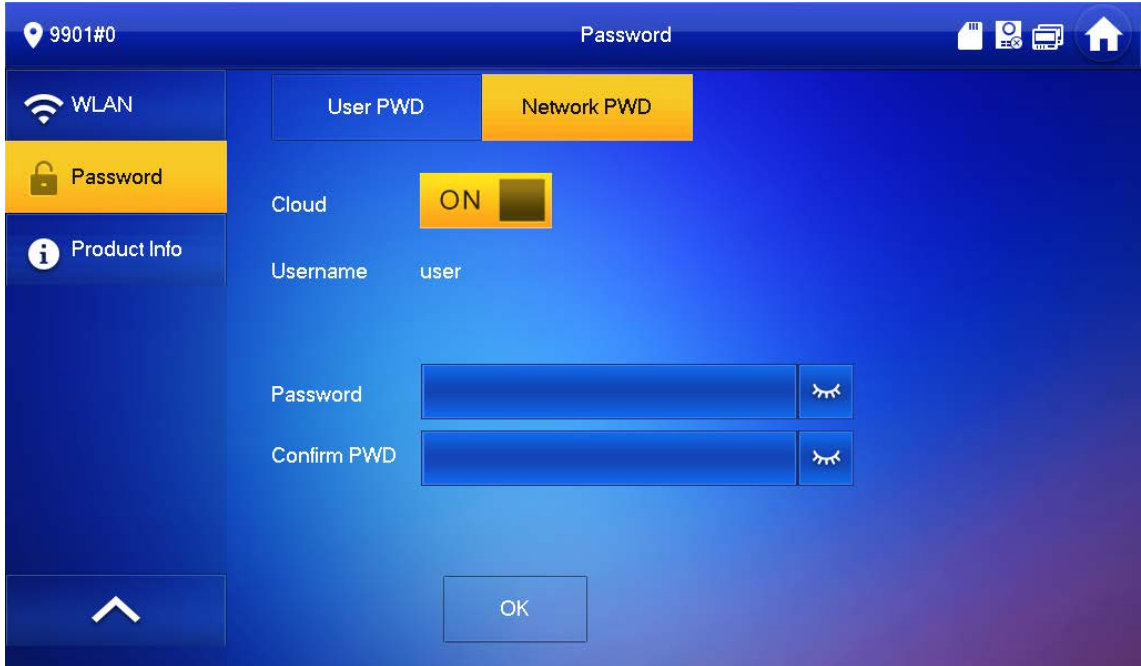 9901#0 Password
WLAN
Password
Product Info
User PWD Network PWD
Cloud ON
Username user
Password
Confirm PWD
OK